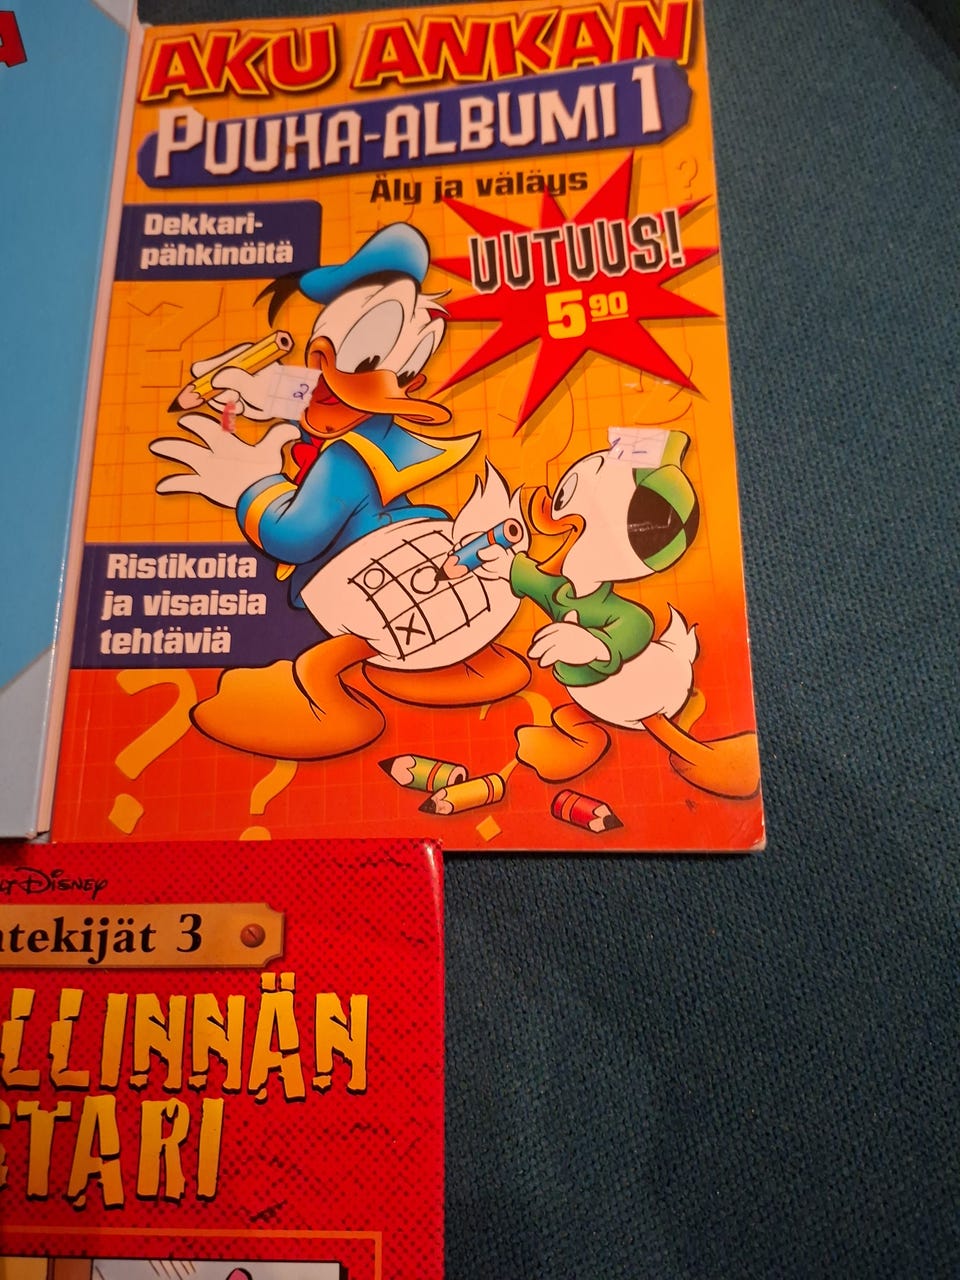 AKU ANKAN
PUUHA-ALBUMI 1
Äly ja väläys
Dekkari-
pähkinöitä
UUTUUS!
5 90
2
1,-
Ristikoita
ja visaisia
tehtäviä
Disney
tekijät 3
LLINNÄN
TARI